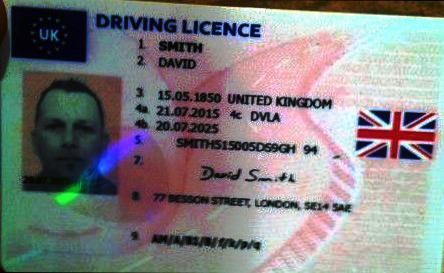 UK DRIVING LICENCE
1. SMITH
2. DAVID
3. 15.05.1850 UNITED KINGDOM
4a. 21.07.2015 4c DVLA
4b. 20.07.2025
5. SMITH515005DS9GH 94
7. David Smith
8. 77 BESSON STREET, LONDON, SE14 5AE
9. AM/A/B1/B/f/k/p/q